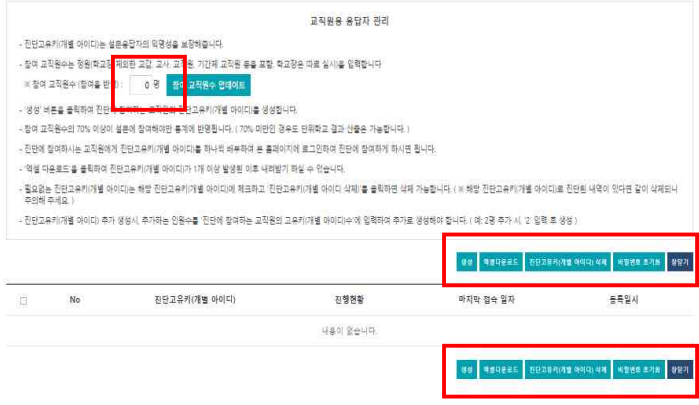 교직원용 응답자 관리
- 진단고유키(개별 아이디)는 설문응답자의 익명성을 보장해줍니다.
- 참여 교직원수는 정원(학교장 제외한 교감, 교사, 교직원, 기간제 교직원 등을 포함, 학교장은 따로 실시)을 입력합니다
※ 참여 교직원수 (참여율 반영) : 0 명 참여 교직원수 업데이트
- '생성' 버튼을 클릭하여 진단에 참여하는 교직원의 진단고유키(개별 아이디)를 생성합니다.
- 참여 교직원수의 70% 이상이 설문에 참여해야만 통계에 반영됩니다. ( 70% 미만인 경우도 단위학교 결과 산출은 가능합니다. )
- 진단에 참여하시는 교직원에게 진단고유키(개별 아이디)를 하나씩 배부하여 본 홈페이지에 로그인하여 진단에 참여하게 하시면 됩니다.
- '엑셀 다운로드'를 클릭하여 진단고유키(개별 아이디)가 1개 이상 발생된 이후 내려받기 하실 수 있습니다.
- 필요없는 진단고유키(개별 아이디)는 해당 진단고유키(개별 아이디)에 체크하고 '진단고유키(개별 아이디) 삭제'를 클릭하면 삭제 가능합니다. ( ※ 해당 진단고유키(개별 아이디)로 진단된 내역이 있다면 같이 삭제되니
주의해 주세요. )
- 진단고유키(개별 아이디) 추가 생성시, 추가하는 인원수를 '진단에 참여하는 교직원의 고유키(개별 아이디)수'에 입력하여 추가로 생성해야 합니다. ( 예: 2명 추가 시, '2' 입력 후 생성 )
생성 엑셀다운로드 진단고유키(개별 아이디) 삭제 비밀번호 초기화 창닫기
No 진단고유키(개별 아이디) 진행현황 마지막 접속 일자 등록일시
내용이 없습니다.
생성 엑셀다운로드 진단고유키(개별 아이디) 삭제 비밀번호 초기화 창닫기